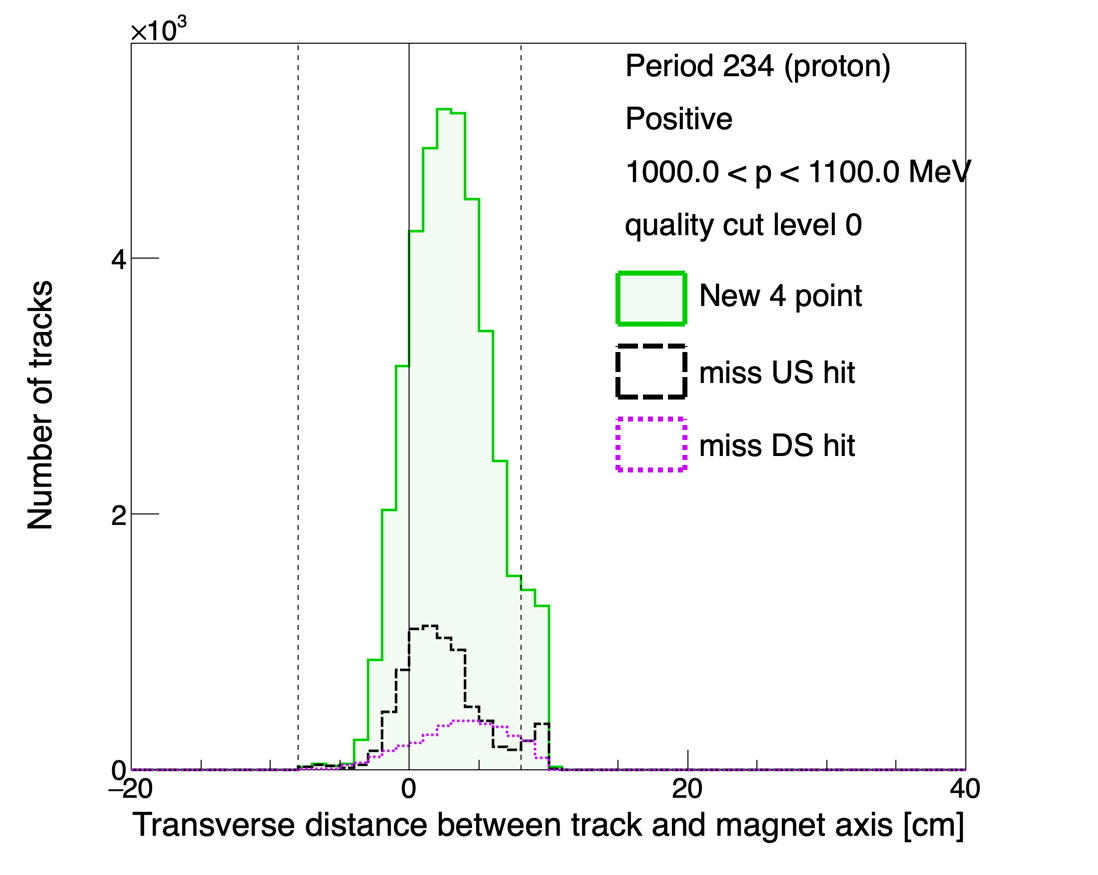 ×10³
Period 234 (proton)
Positive
1000.0 < p < 1100.0 MeV
quality cut level 0
New 4 point
miss US hit
miss DS hit
Number of tracks
4
2
0
−20 0 20 40
Transverse distance between track and magnet axis [cm]